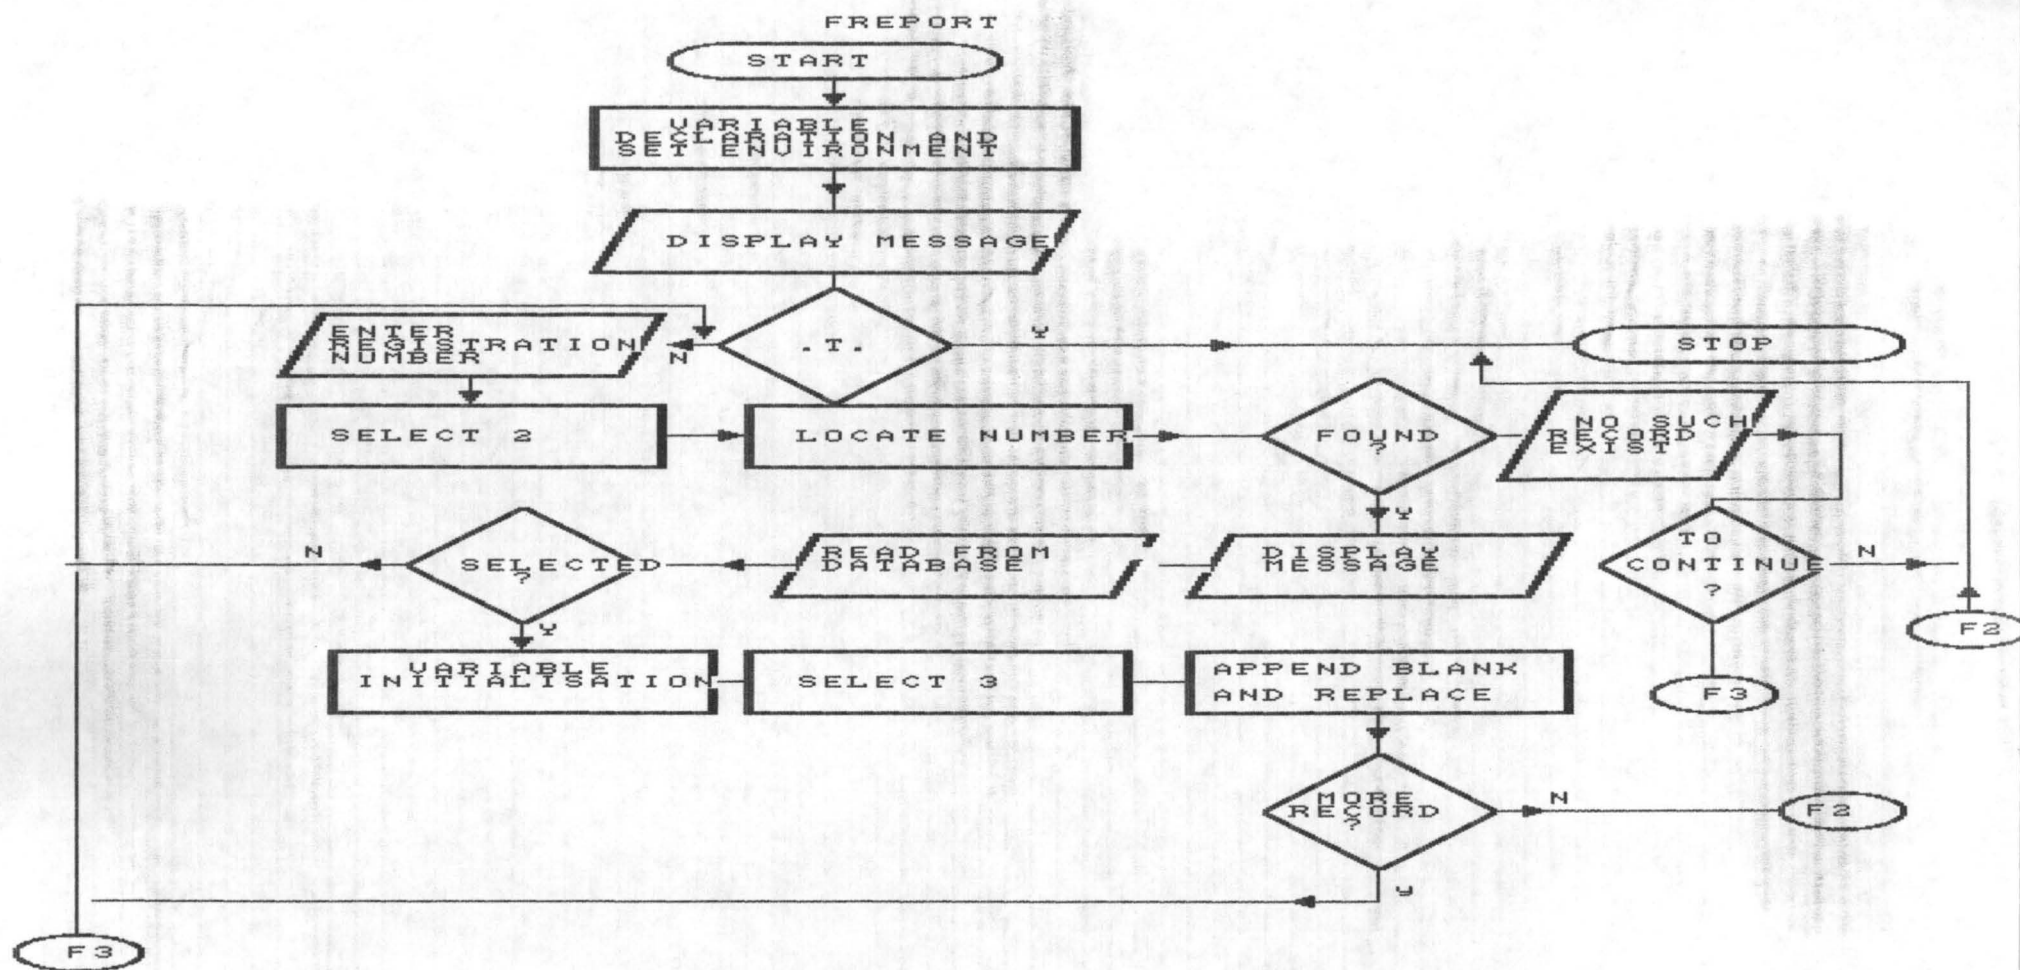 FREPORT
START
VARIABLE
DECLARATION AND
SET ENVIRONMENT
DISPLAY MESSAGE
.T.
Y
N
STOP
ENTER
REGISTRATION
NUMBER
SELECT 2
LOCATE NUMBER
FOUND
?
NO SUCH
RECORD
EXIST
Y
TO
CONTINUE
?
N
DISPLAY
MESSAGE
READ FROM
DATABASE
SELECTED
?
N
Y
F2
VARIABLE
INITIALISATION
SELECT 3
APPEND BLANK
AND REPLACE
F3
MORE
RECORD
?
N
F2
Y
F3